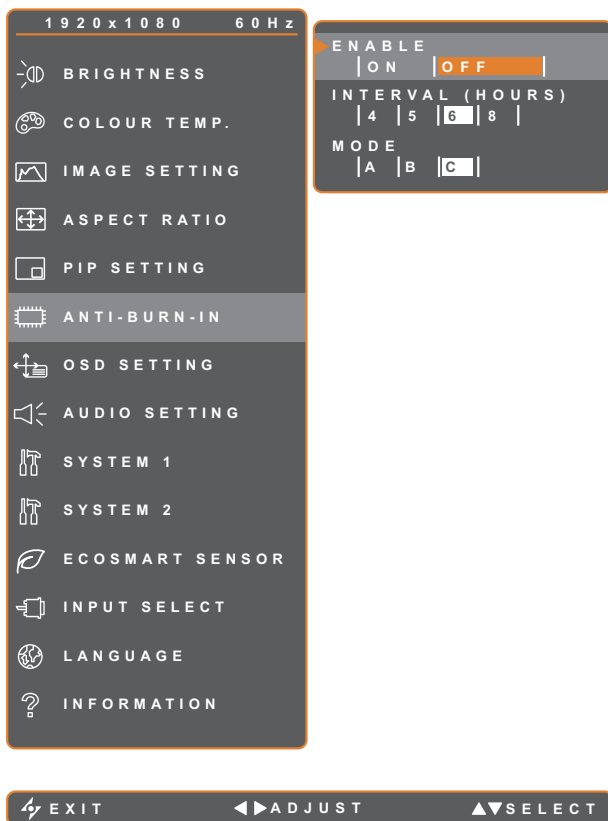 1920x1080 60Hz
BRIGHTNESS
COLOUR TEMP.
IMAGE SETTING
ASPECT RATIO
PIP SETTING
ANTI-BURN-IN
OSD SETTING
AUDIO SETTING
SYSTEM 1
SYSTEM 2
ECOSMART SENSOR
INPUT SELECT
LANGUAGE
INFORMATION
ENABLE
ON OFF
INTERVAL (HOURS)
4 5 6 8
MODE
A B C
EXIT ADJUST SELECT